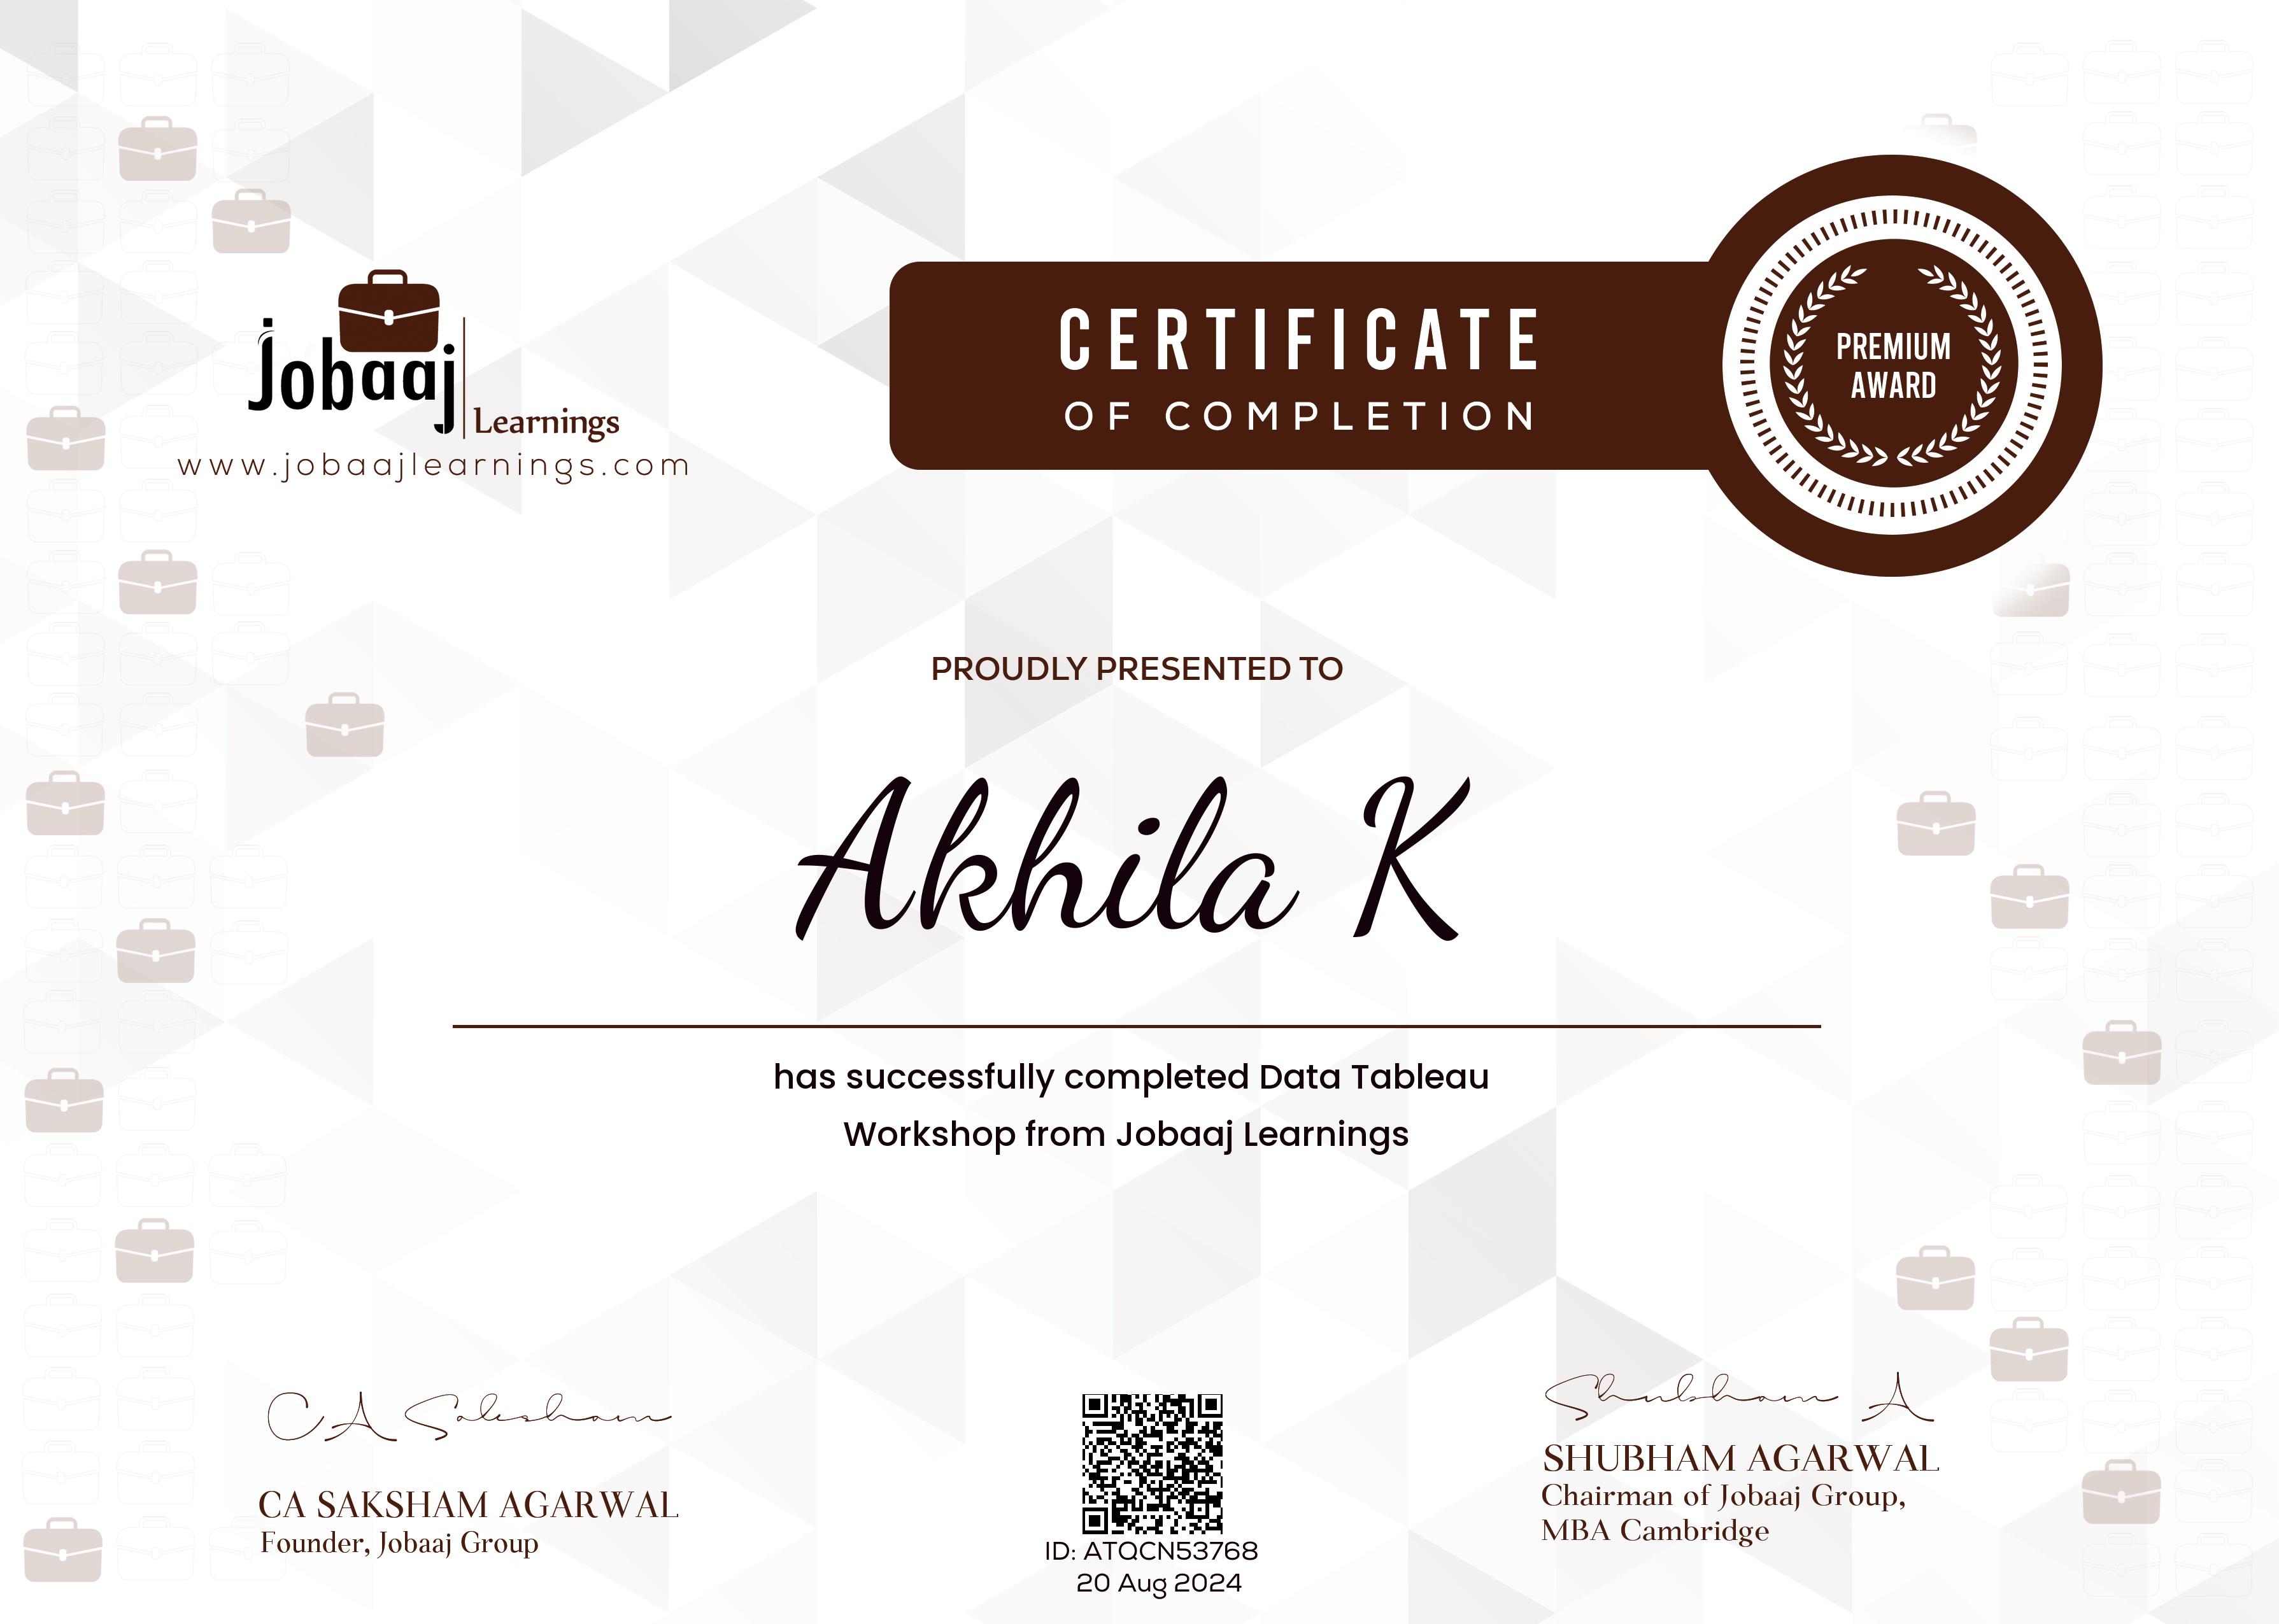 Jobaaj
Learnings
www.jobaajlearnings.com
CERTIFICATE
OF COMPLETION
PREMIUM
AWARD
PROUDLY PRESENTED TO
Akhila K
has successfully completed Data Tableau
Workshop from Jobaaj Learnings
CA Saksham
CA SAKSHAM AGARWAL
Founder, Jobaaj Group
ID: ATQCN53768
20 Aug 2024
Shubham A
SHUBHAM AGARWAL
Chairman of Jobaaj Group,
MBA Cambridge